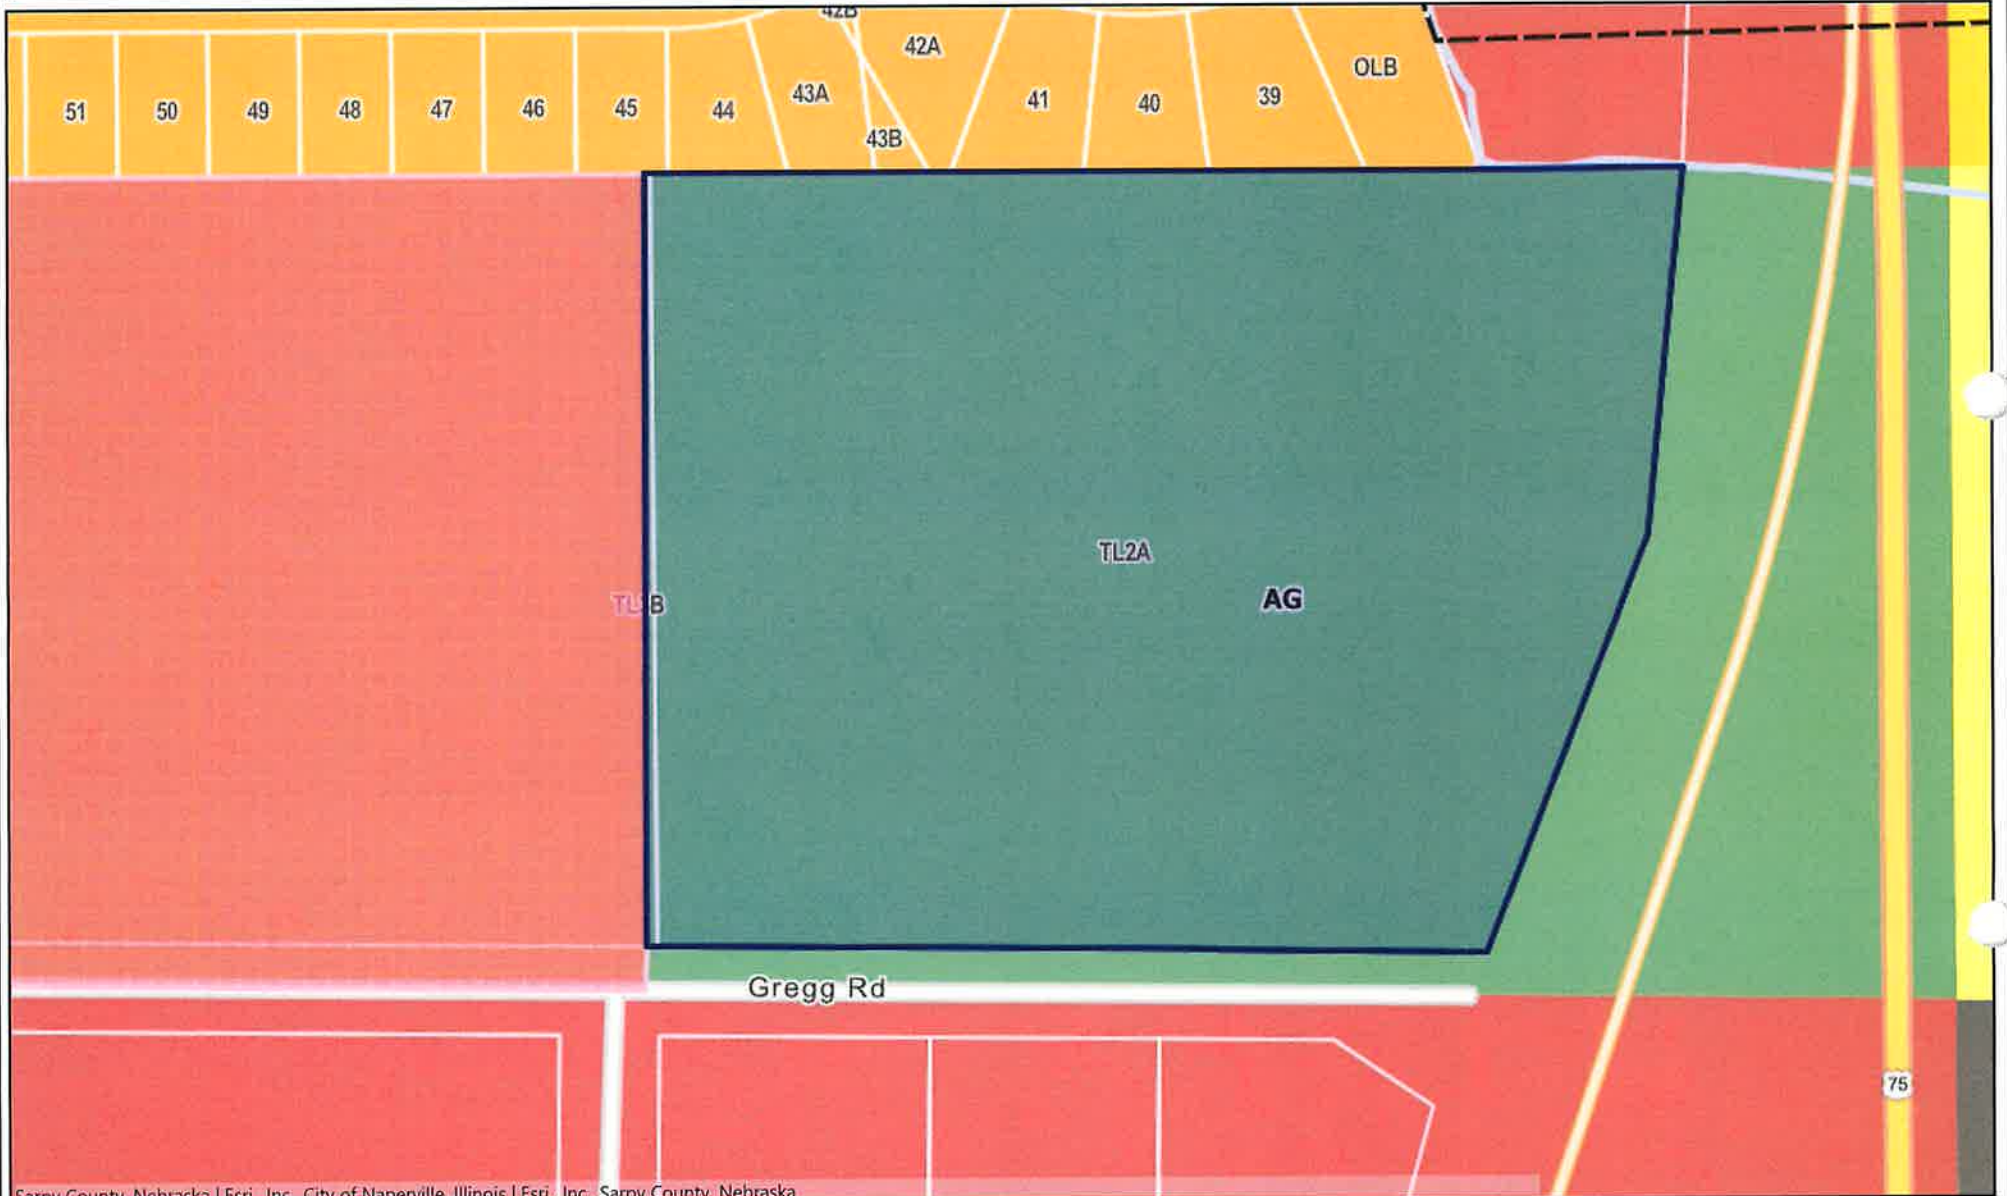 42B
42A
OLB
51 50 49 48 47 46 45 44 43A 41 40 39
43B
TL2A
AG
Gregg Rd
75
Sarpy County, Nebraska | Esri, Inc., City of Naperville, Illinois | Esri, Inc., Sarpy County, Nebraska